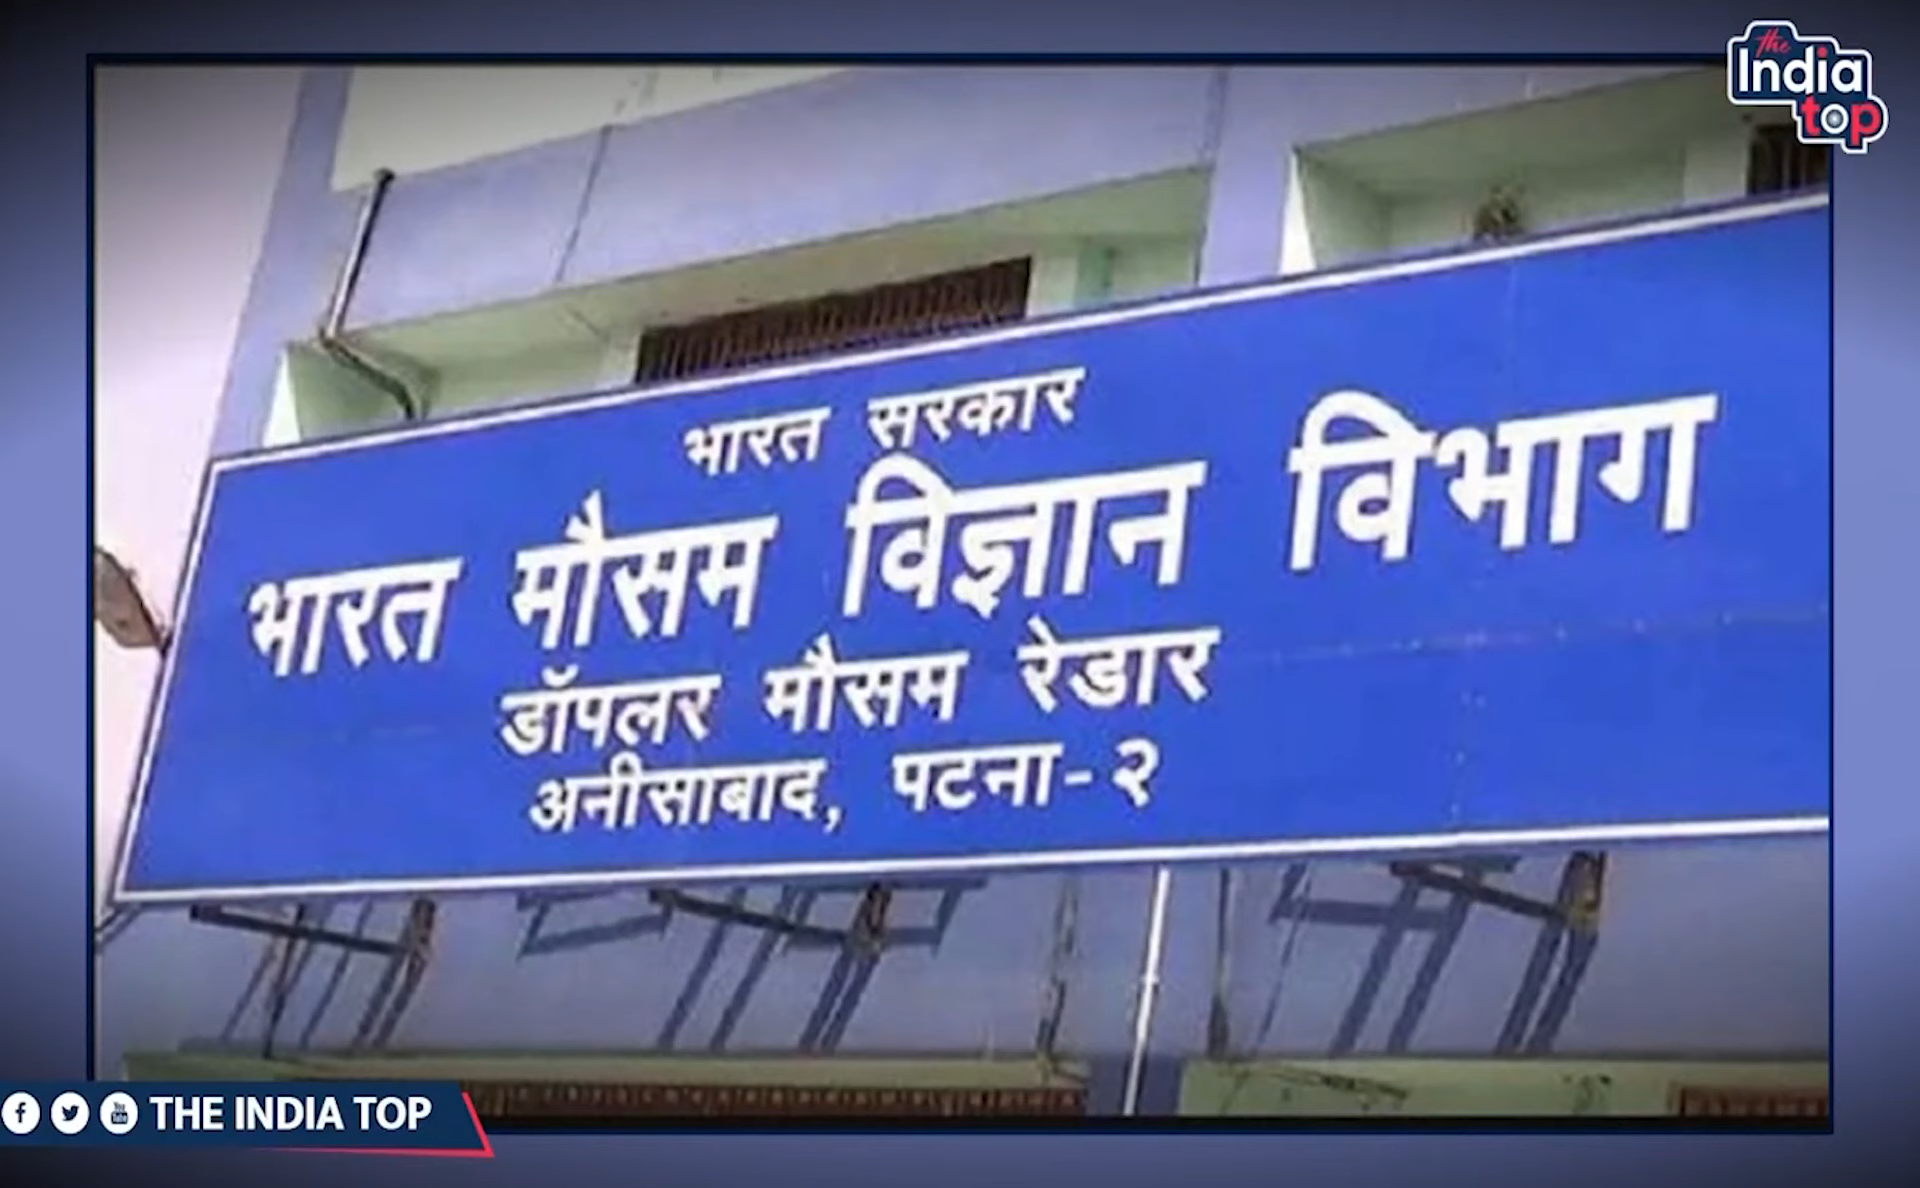 the
India
top
भारत सरकार
भारत मौसम विज्ञान विभाग
डॉपलर मौसम रेडार
अनीसाबाद, पटना-२
THE INDIA TOP